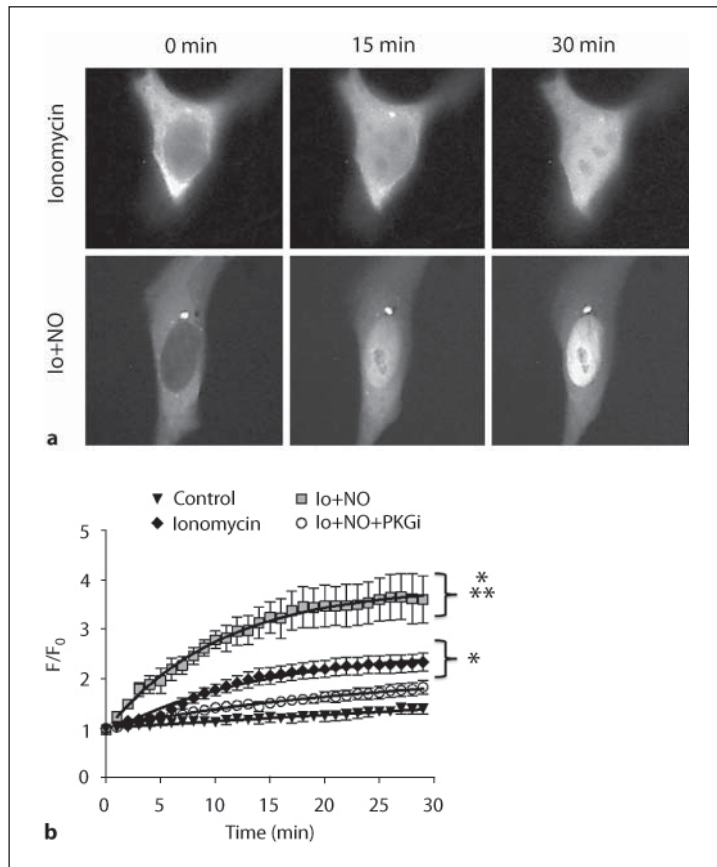 0 min 15 min 30 min
Ionomycin
Io+NO
a
Control Io+NO
Ionomycin Io+NO+PKGi
5
4
3
2
1
0
F/F₀
*
**
*
0 5 10 15 20 25 30
Time (min)
b